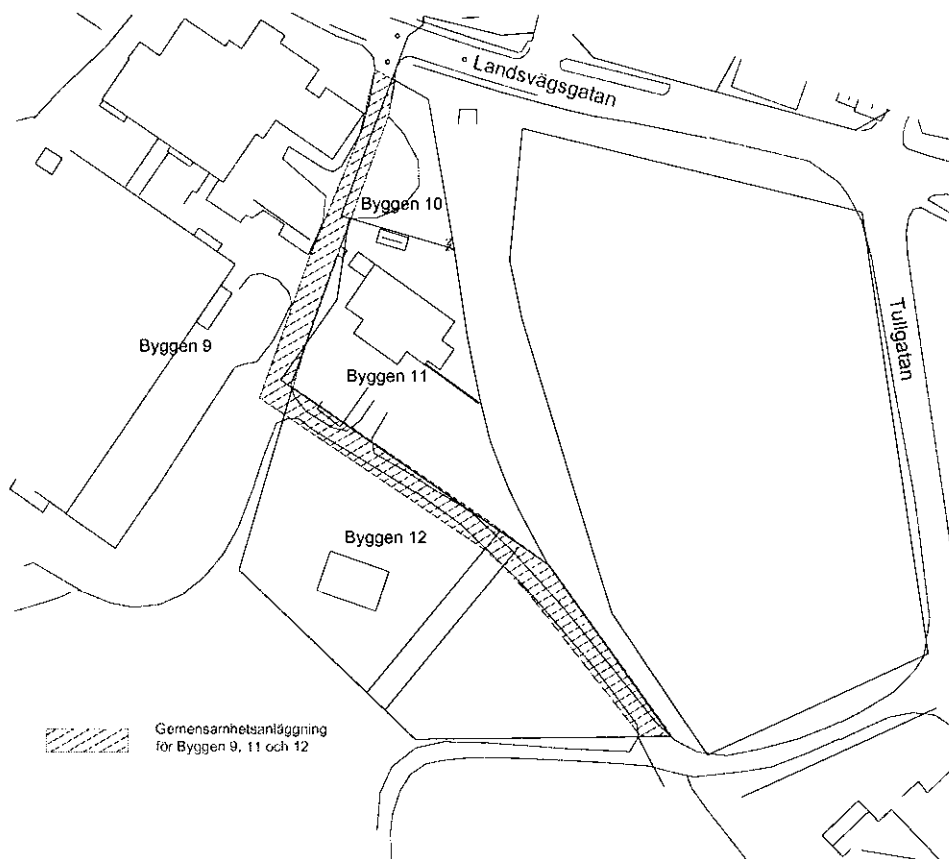 Landsvägsgatan
Byggen 10
Tullgatan
Byggen 9
Byggen 11
Byggen 12
Gemensamhetsanläggning
för Byggen 9, 11 och 12